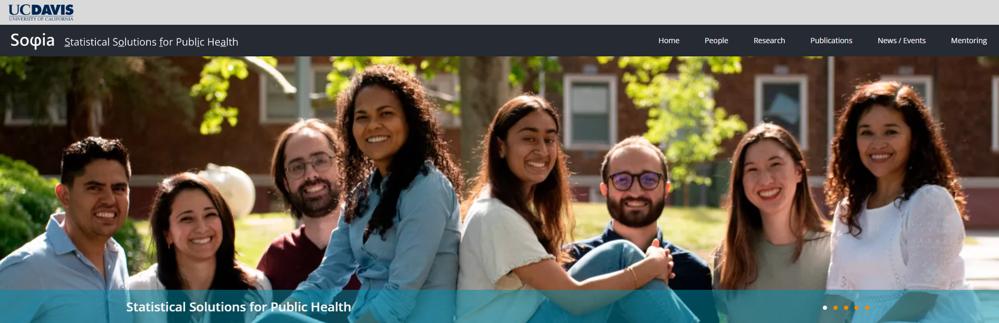 UCDAVIS
UNIVERSITY OF CALIFORNIA
Soφia Statistical Solutions for Public Health
Home People Research Publications News / Events Mentoring
Statistical Solutions for Public Health